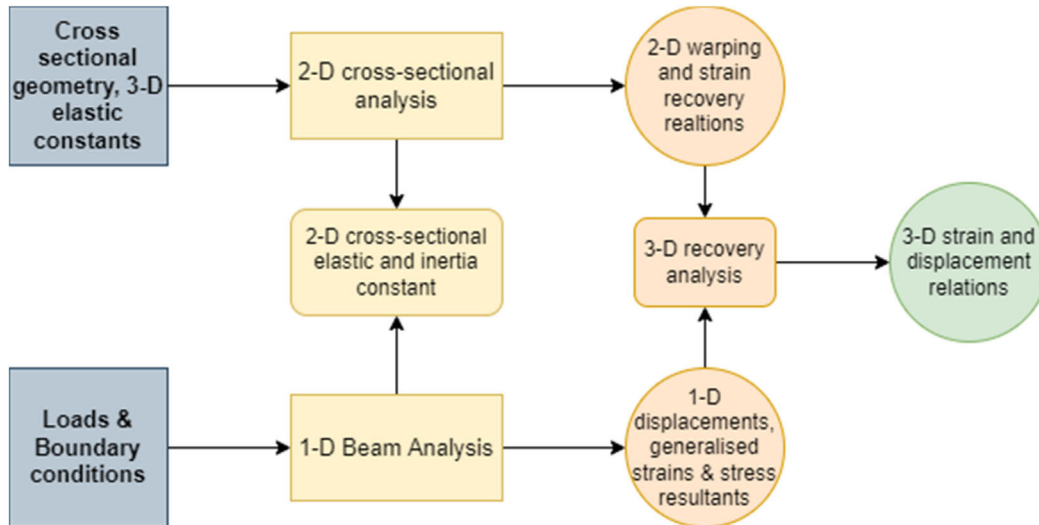 Cross
sectional
geometry, 3-D
elastic
constants
2-D cross-sectional
analysis
2-D warping
and strain
recovery
realtions
2-D cross-sectional
elastic and inertia
constant
3-D recovery
analysis
3-D strain and
displacement
relations
Loads &
Boundary
conditions
1-D Beam Analysis
1-D
displacements,
generalised
strains & stress
resultants